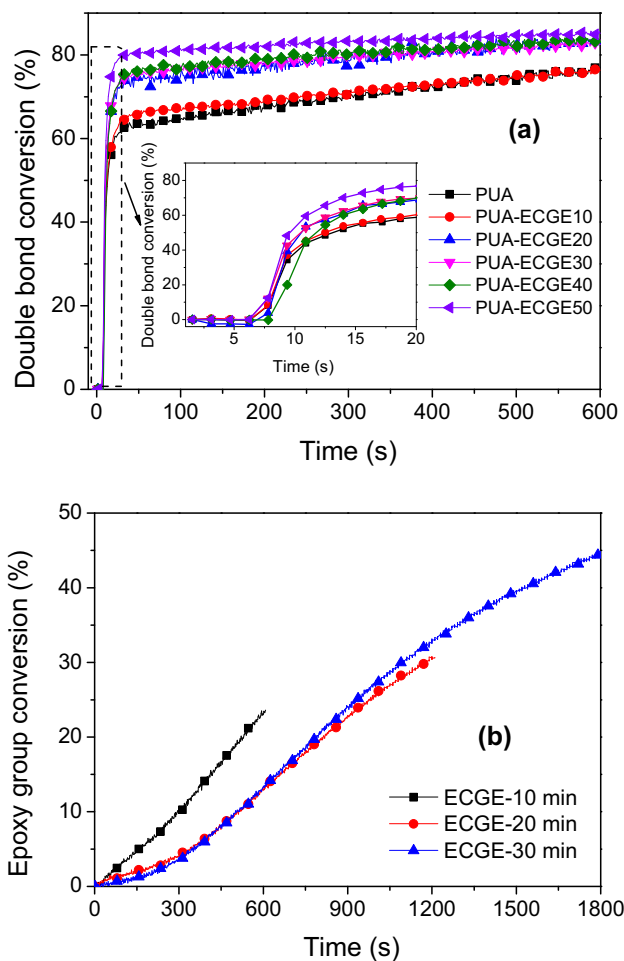 80
60
40
20
0
0
100
200
300
400
500
600
Double bond conversion (%)
Time (s)
(a)
80
60
40
20
0
5
10
15
20
Double bond conversion (%)
Time (s)
PUA
PUA-ECGE10
PUA-ECGE20
PUA-ECGE30
PUA-ECGE40
PUA-ECGE50
50
40
30
20
10
0
0
300
600
900
1200
1500
1800
Epoxy group conversion (%)
Time (s)
(b)
ECGE-10 min
ECGE-20 min
ECGE-30 min